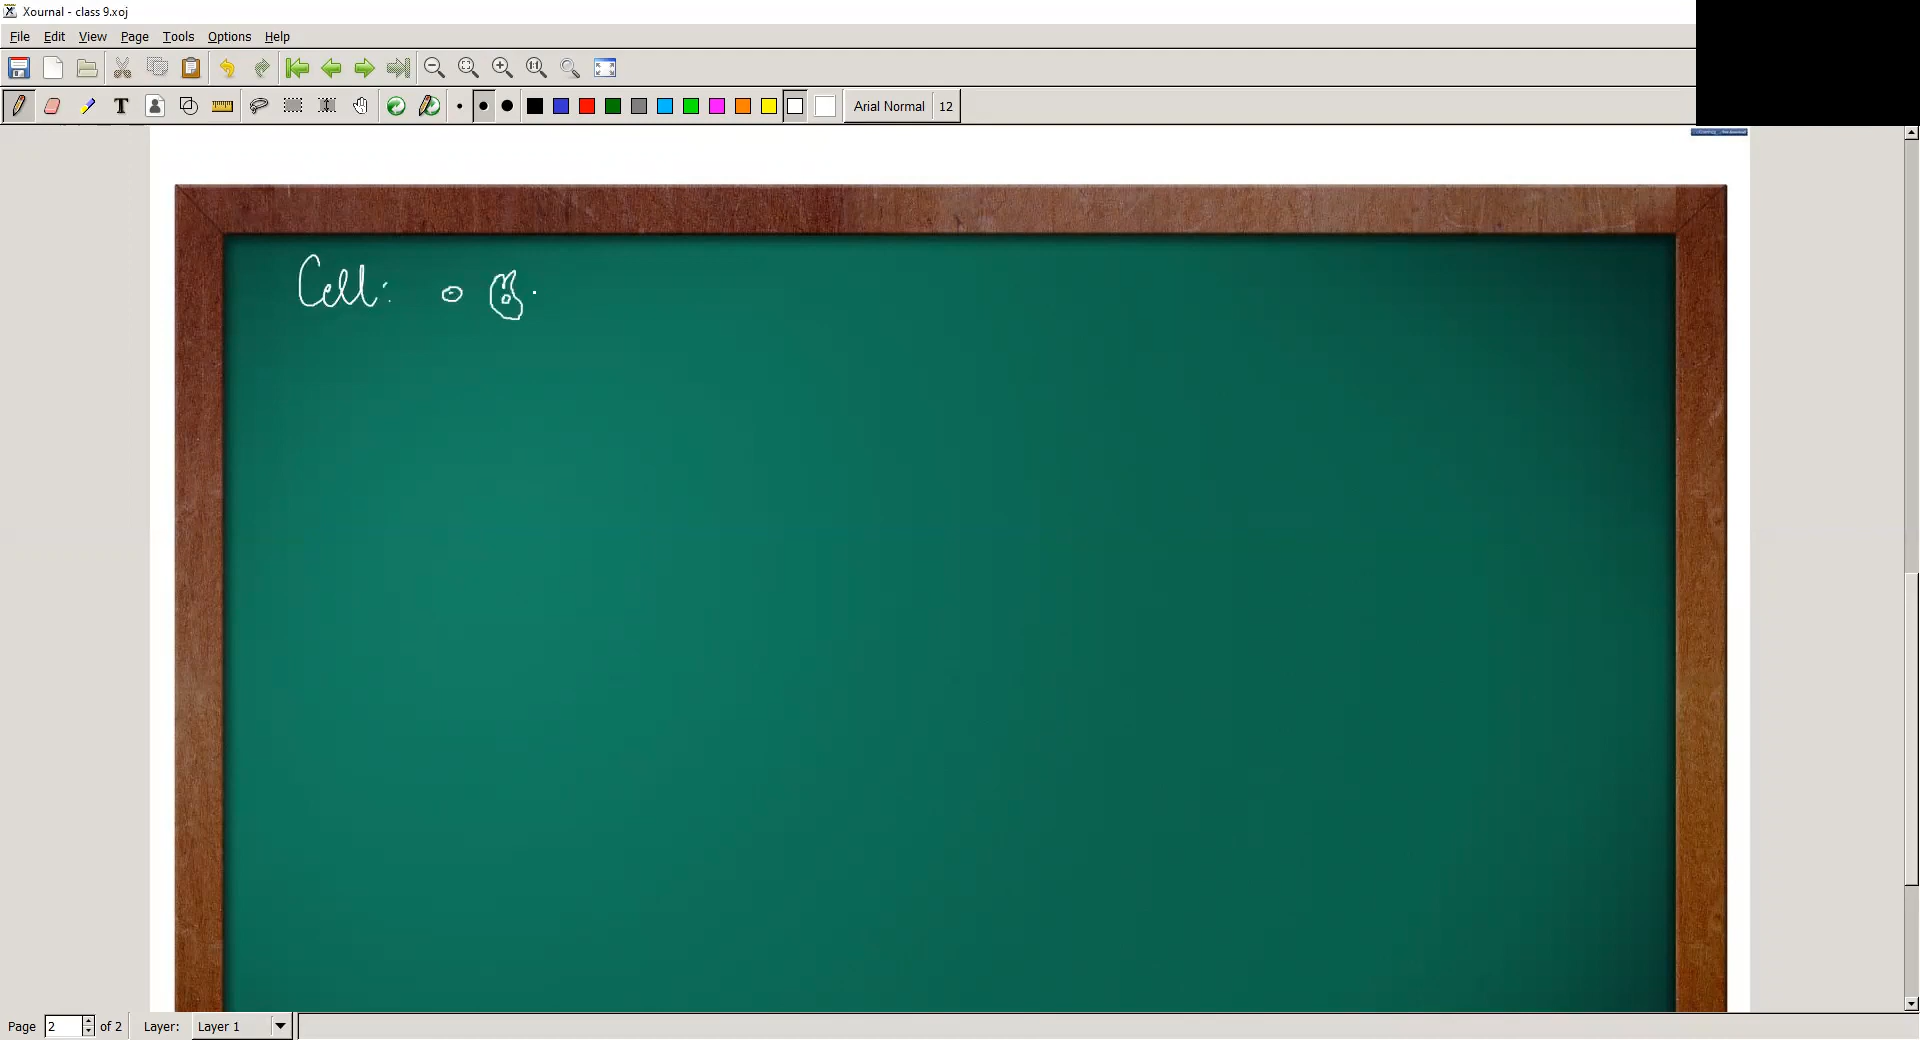 Xournal - class 9.xoj
File Edit View Page Tools Options Help
T Arial Normal 12
Cell:
Page 2 of 2 Layer: Layer 1